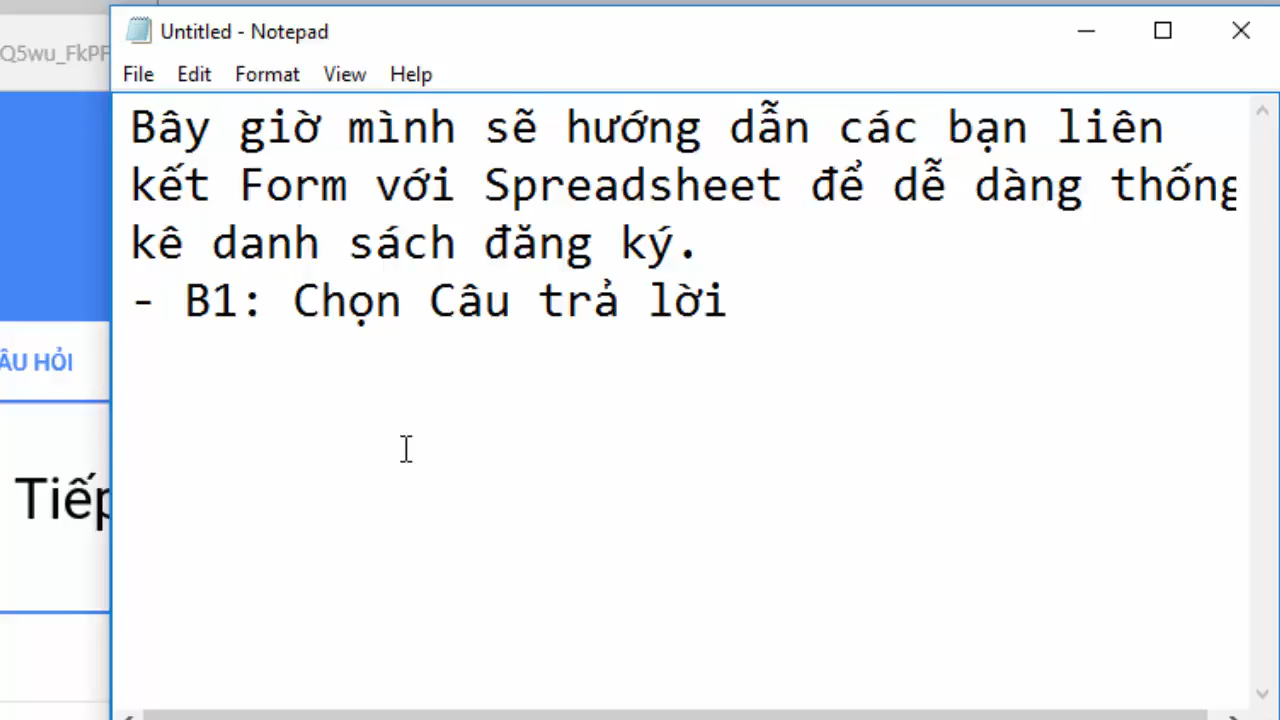 Untitled - Notepad
Q5wu_FkPF
File Edit Format View Help
Bây giờ mình sẽ hướng dẫn các bạn liên
kết Form với Spreadsheet để dễ dàng thống
kê danh sách đăng ký.
- B1: Chọn Câu trả lời
ÂU HỎI
Tiếp